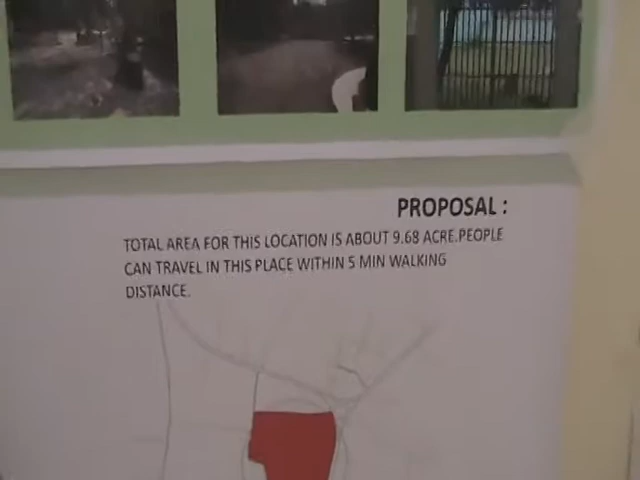 PROPOSAL :
TOTAL AREA FOR THIS LOCATION IS ABOUT 9.68 ACRE.PEOPLE
CAN TRAVEL IN THIS PLACE WITHIN 5 MIN WALKING
DISTANCE.